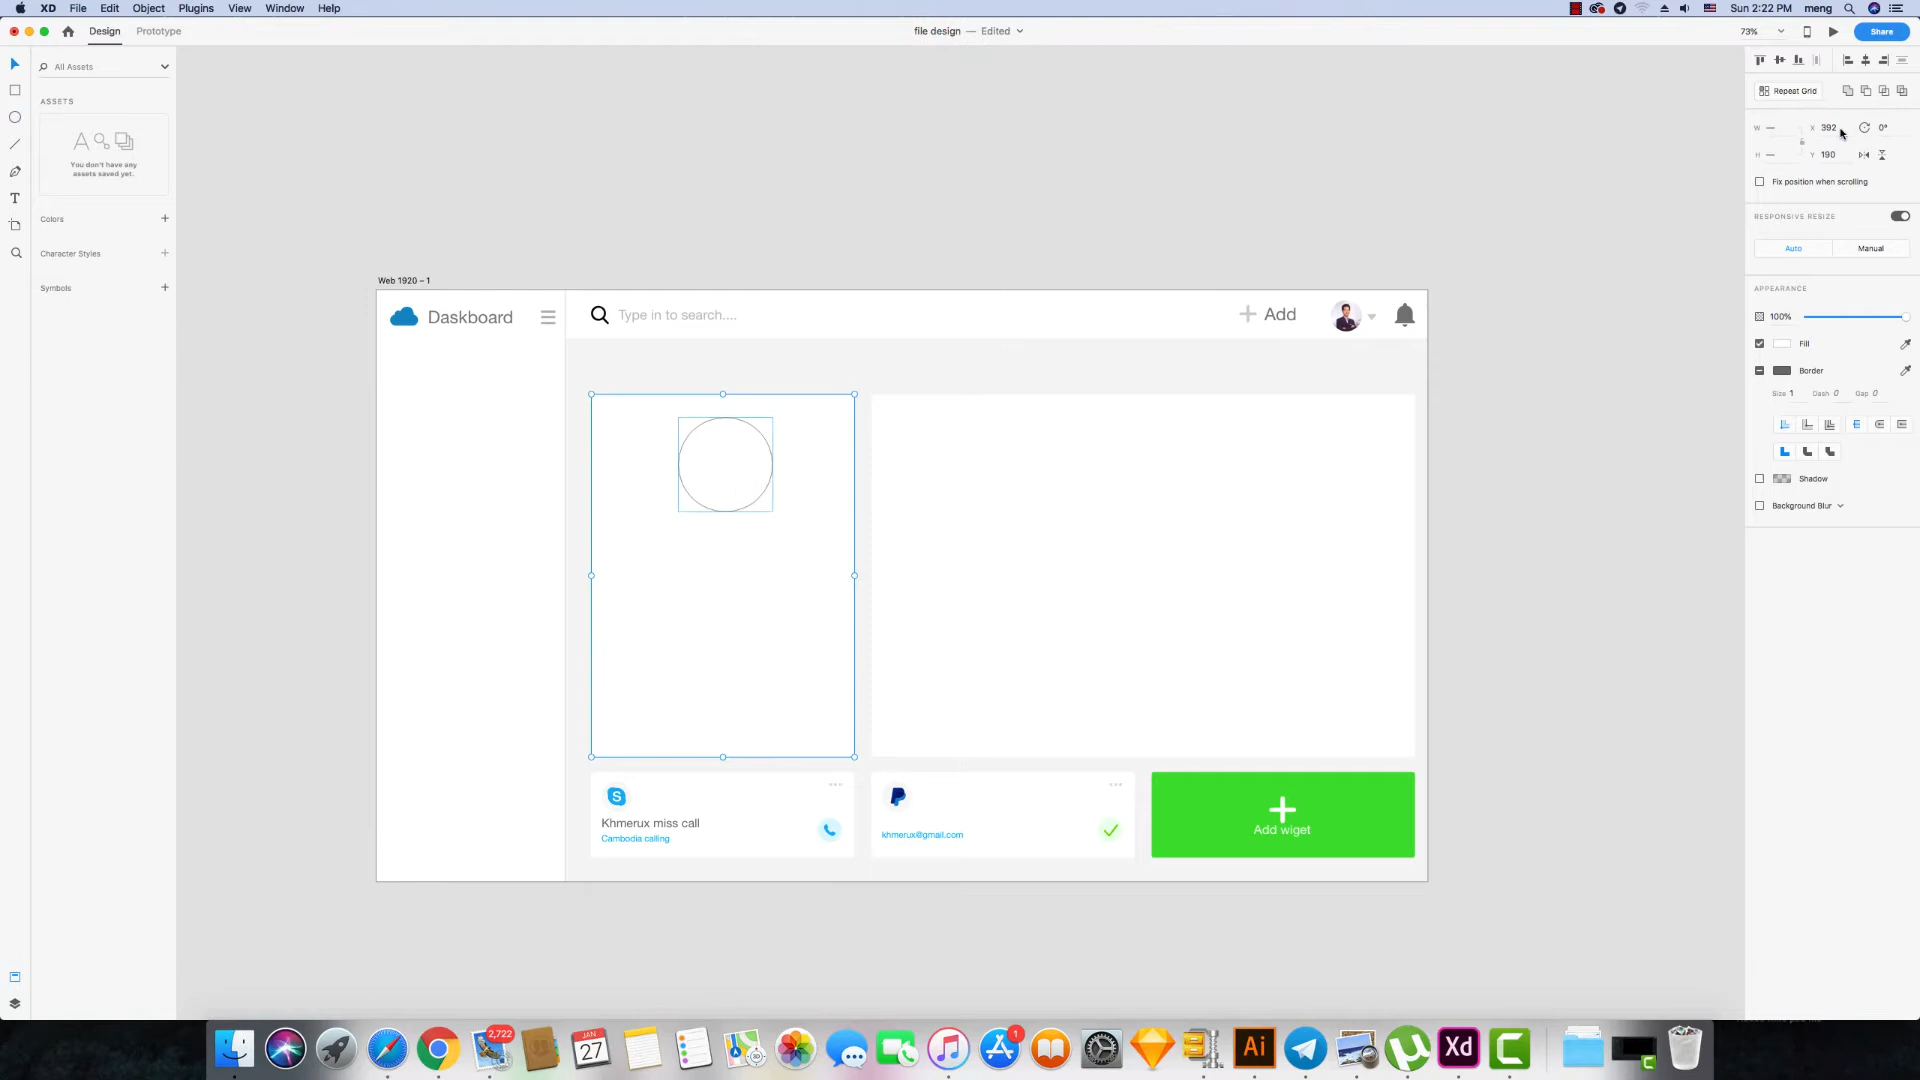 XD File Edit Object Plugins View Window Help
Sun 2:22 PM meng
Design Prototype
file design — Edited
73%
Share
All Assets
ASSETS
You don't have any
assets saved yet.
Colors +
Character Styles +
Symbols +
Repeat Grid
W — X 392 0°
H — Y 190
Fix position when scrolling
RESPONSIVE RESIZE
Auto Manual
APPEARANCE
100%
Fill
Border
Size 1 Dash 0 Gap 0
Shadow
Background Blur
Web 1920 – 1
Daskboard
Type in to search....
Add
Khmerux miss call
Cambodia calling
khmerux@gmail.com
Add wiget
2,722
JAN
27
1
Ai
Xd